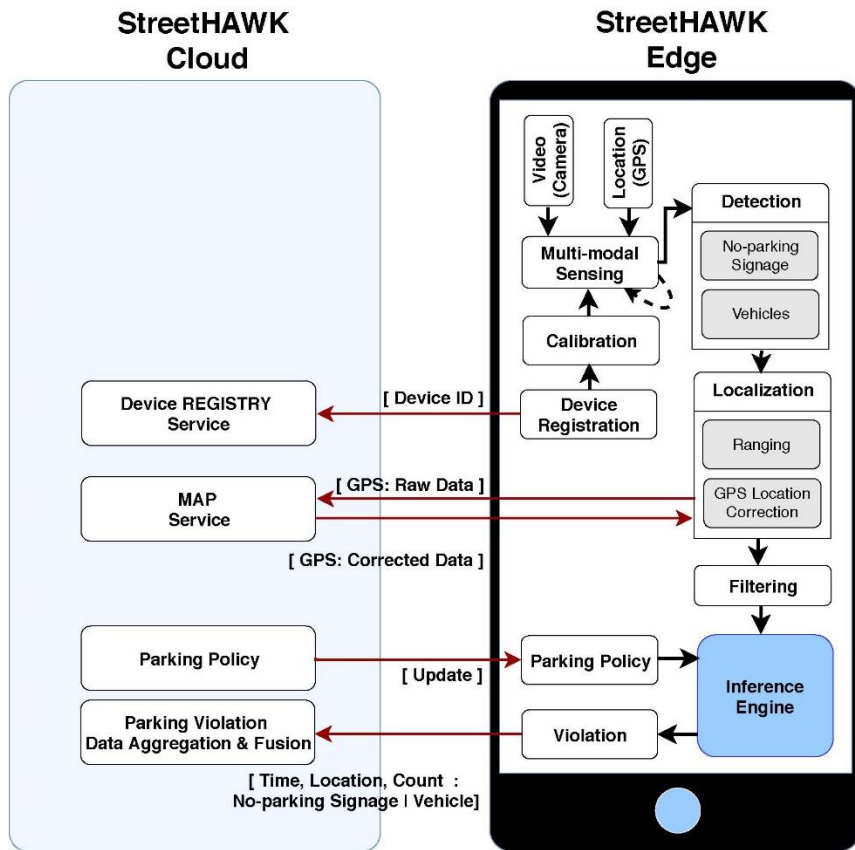 StreetHAWK
Cloud
StreetHAWK
Edge
Video
(Camera)
Location
(GPS)
Multi-modal
Sensing
Detection
No-parking
Signage
Vehicles
Calibration
Device REGISTRY
Service
[ Device ID ]
Device
Registration
Localization
Ranging
GPS Location
Correction
MAP
Service
[ GPS: Raw Data ]
[ GPS: Corrected Data ]
Filtering
Parking Policy
[ Update ]
Parking Policy
Inference
Engine
Parking Violation
Data Aggregation & Fusion
Violation
[ Time, Location, Count :
No-parking Signage | Vehicle]